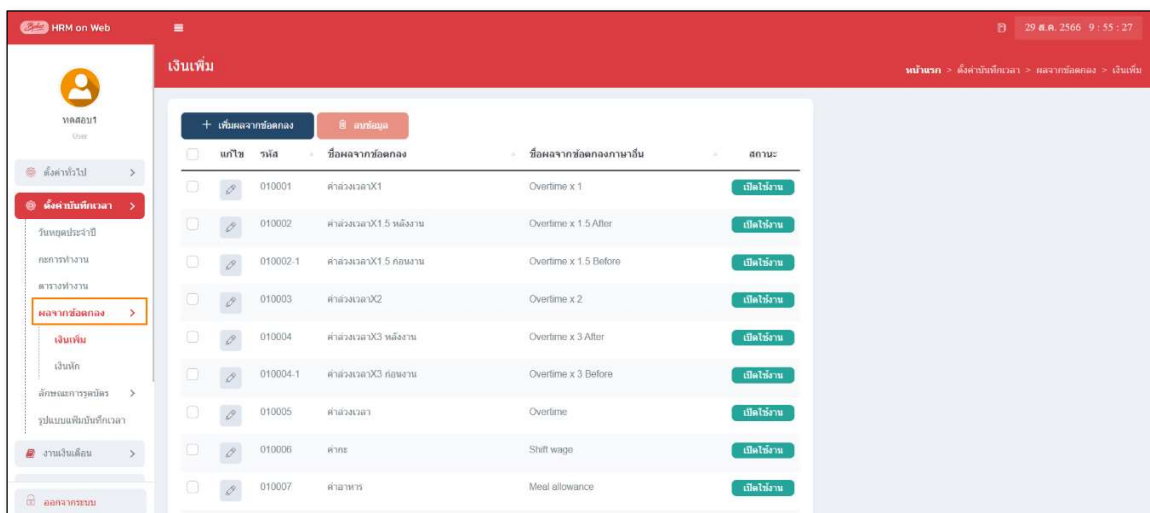 HRM on Web
29 ส.ค. 2566 9 : 55 : 27
เงินเพิ่ม
หน้าแรก > ตั้งค่าบันทึกเวลา > ผลจากข้อตกลง > เงินเพิ่ม
ทดสอบ1
User
ตั้งค่าทั่วไป >
ตั้งค่าบันทึกเวลา >
วันหยุดประจำปี
กะการทำงาน
ตารางทำงาน
ผลจากข้อตกลง >
เงินเพิ่ม
เงินหัก
ลักษณะการรูดบัตร >
รูปแบบแฟ้มบันทึกเวลา
งานเงินเดือน >
ออกจากระบบ
+ เพิ่มผลจากข้อตกลง ลบข้อมูล
แก้ไข รหัส ชื่อผลจากข้อตกลง ชื่อผลจากข้อตกลงภาษาอื่น สถานะ
010001 ค่าล่วงเวลาX1 Overtime x 1 เปิดใช้งาน
010002 ค่าล่วงเวลาX1.5 หลังงาน Overtime x 1.5 After เปิดใช้งาน
010002-1 ค่าล่วงเวลาX1.5 ก่อนงาน Overtime x 1.5 Before เปิดใช้งาน
010003 ค่าล่วงเวลาX2 Overtime x 2 เปิดใช้งาน
010004 ค่าล่วงเวลาX3 หลังงาน Overtime x 3 After เปิดใช้งาน
010004-1 ค่าล่วงเวลาX3 ก่อนงาน Overtime x 3 Before เปิดใช้งาน
010005 ค่าล่วงเวลา Overtime เปิดใช้งาน
010006 ค่ากะ Shift wage เปิดใช้งาน
010007 ค่าอาหาร Meal allowance เปิดใช้งาน